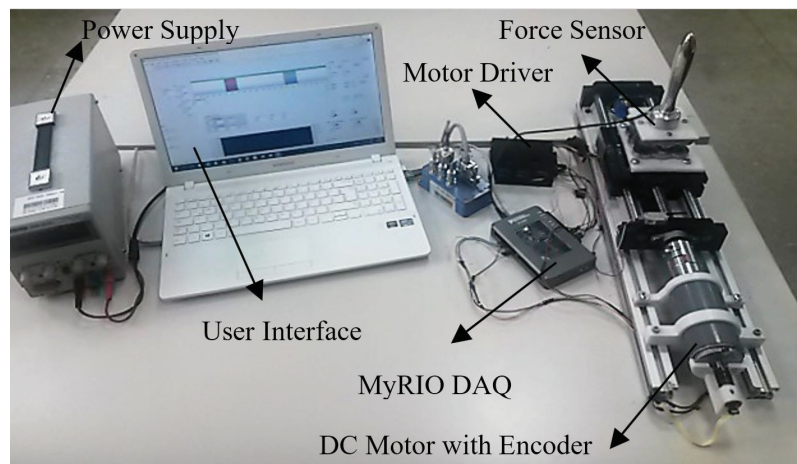 Power Supply
Force Sensor
Motor Driver
User Interface
MyRIO DAQ
DC Motor with Encoder